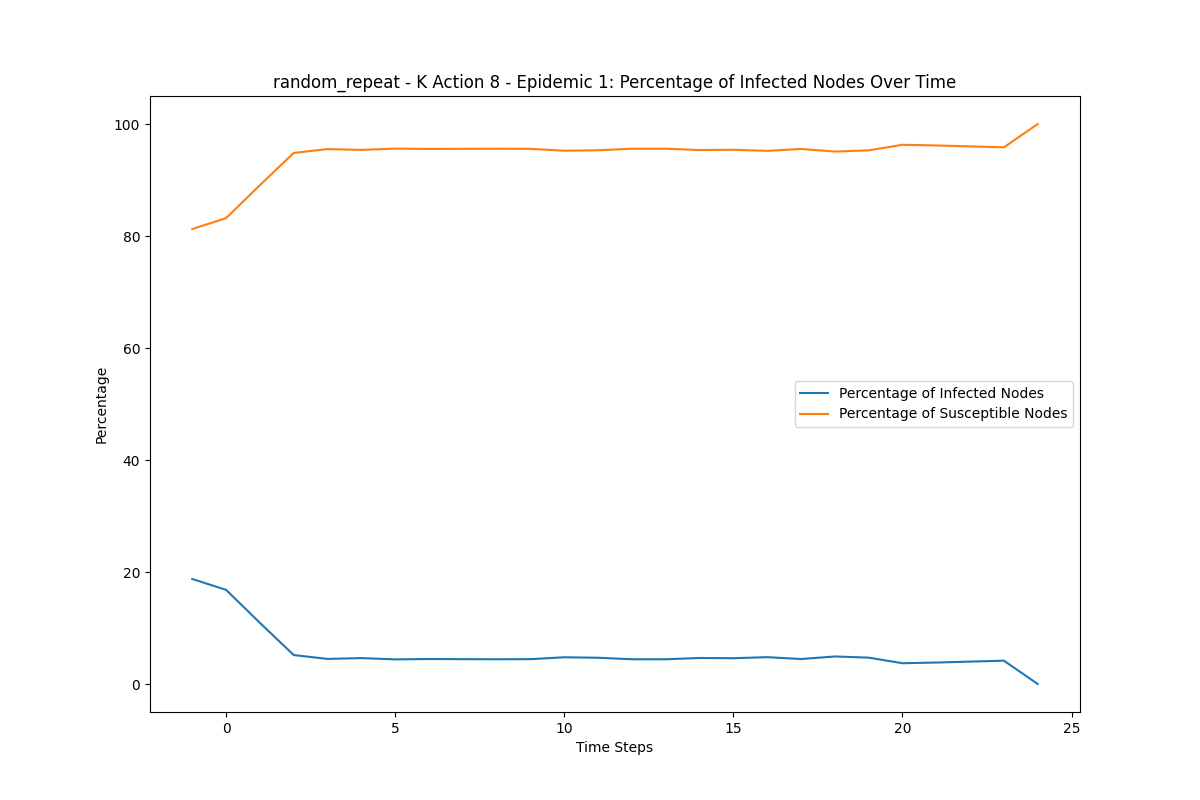 random_repeat - K Action 8 - Epidemic 1: Percentage of Infected Nodes Over Time
100
80
60
40
20
0
Percentage
Percentage of Infected Nodes
Percentage of Susceptible Nodes
0 5 10 15 20 25
Time Steps